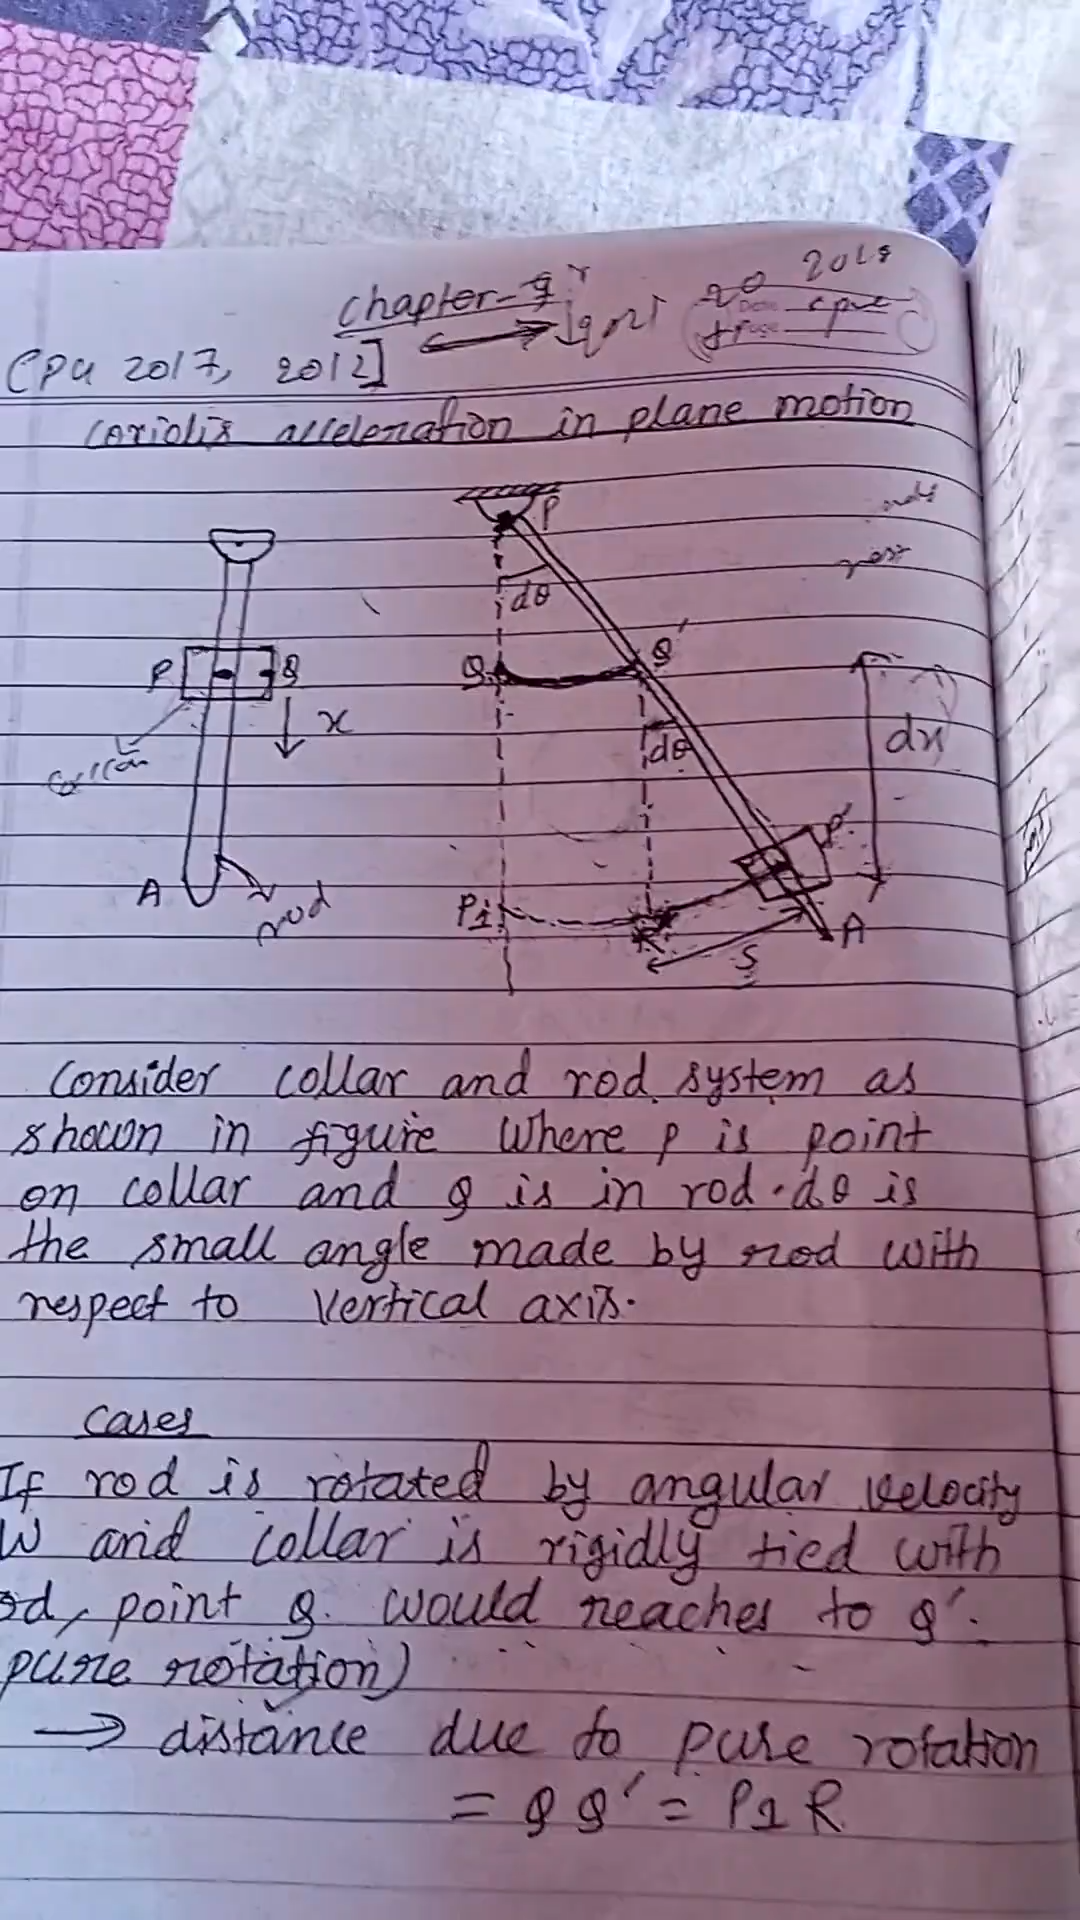 chapter-9
20 2018
[PU 2017, 2012]
coriolis acceleration in plane motion
P
dθ
Q
Q'
P
Q
x
dθ
dx
collar
P'
A
rod
P1
R
S
A
Consider collar and rod system as
shown in figure where p is point
on collar and Q is in rod. dθ is
the small angle made by rod with
respect to vertical axis.
Cases
If rod is rotated by angular velocity
W and collar is rigidly tied with
od, point Q. would reaches to Q'.
pure rotation)
→ distance due to pure rotation
= QQ' = P1R